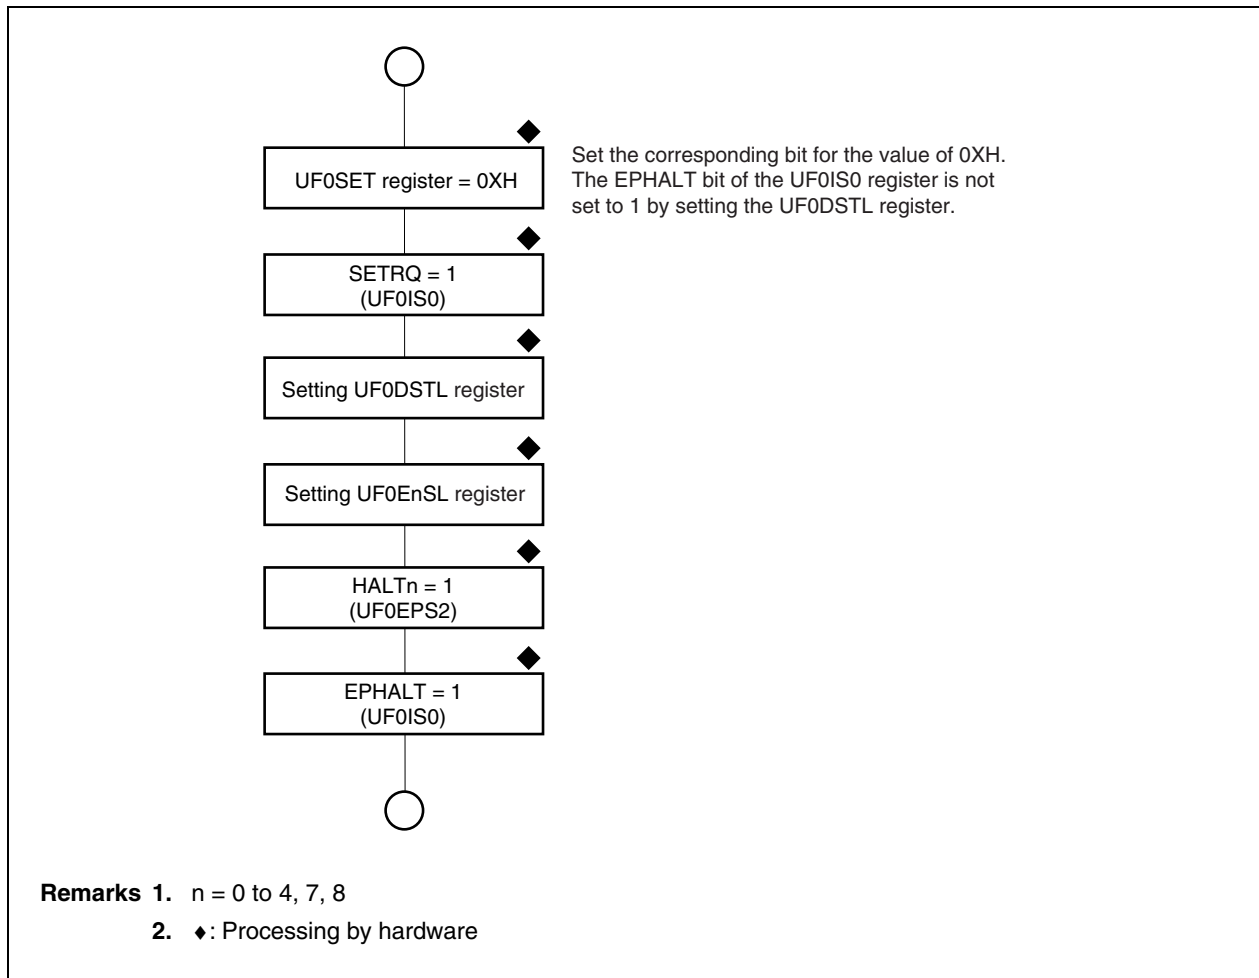 UF0SET register = 0XH
Set the corresponding bit for the value of 0XH.
The EPHALT bit of the UF0IS0 register is not
set to 1 by setting the UF0DSTL register.
SETRQ = 1
(UF0IS0)
Setting UF0DSTL register
Setting UF0EnSL register
HALTn = 1
(UF0EPS2)
EPHALT = 1
(UF0IS0)
Remarks 1. n = 0 to 4, 7, 8
2. ♦: Processing by hardware